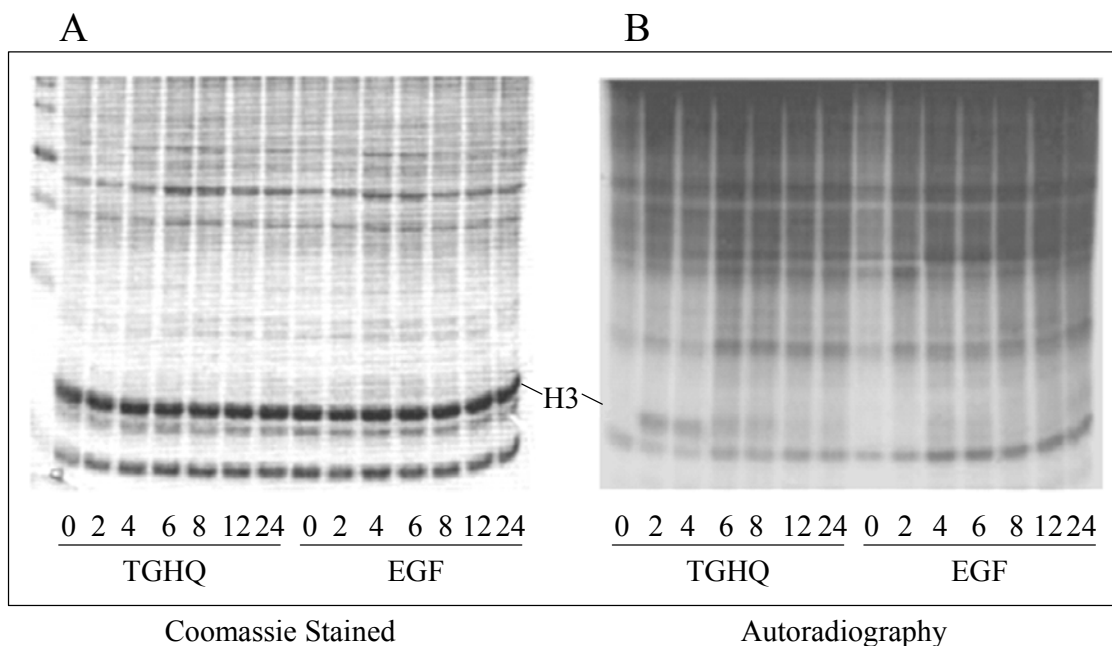 A B
H3
0 2 4 6 8 12 24 0 2 4 6 8 12 24 0 2 4 6 8 12 24 0 2 4 6 8 12 24
TGHQ EGF TGHQ EGF
Coomassie Stained Autoradiography